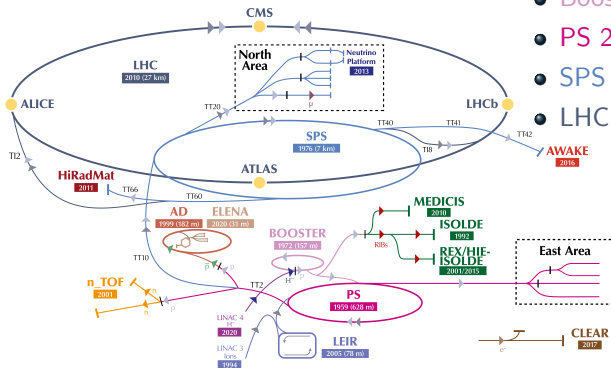 CMS
Boos
PS 2
SPS
LHC
North
Area
Neutrino
Platform
2013
LHC
2010 (27 km)
μ
ALICE
LHCb
TT20
TT40
TT41
TT42
TI8
SPS
1976 (7 km)
TI2
ATLAS
AWAKE
2016
HiRadMat
2011
TT66
TT60
AD
1999 (182 m)
ELENA
2020 (31 m)
MEDICIS
2010
ISOLDE
1992
RIBs
REX/HIE-
ISOLDE
2001/2015
BOOSTER
1972 (157 m)
East Area
TT10
p
p
H⁻
p
n_TOF
2001
n
n
p
TT2
PS
1959 (628 m)
LINAC 4
H⁻
2020
LINAC 3
Ions
1994
LEIR
2005 (78 m)
CLEAR
2017
e⁻